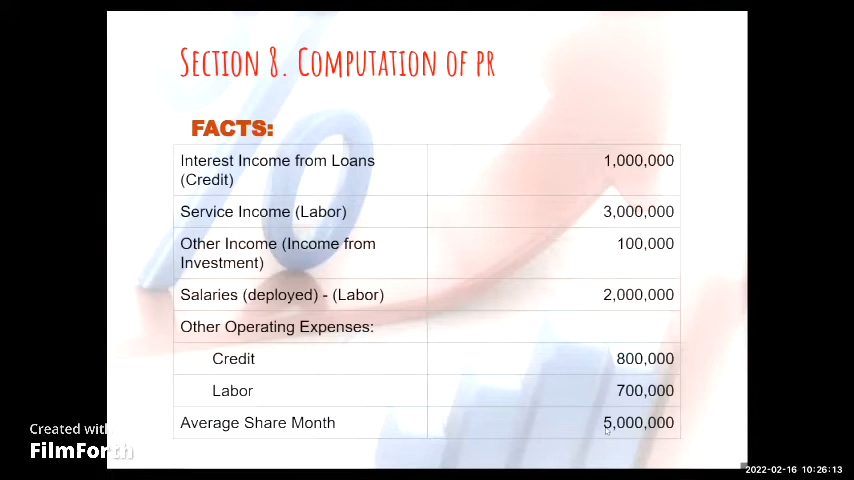 SECTION 8. COMPUTATION OF PR
FACTS:
Interest Income from Loans 1,000,000
(Credit)
Service Income (Labor) 3,000,000
Other Income (Income from 100,000
Investment)
Salaries (deployed) - (Labor) 2,000,000
Other Operating Expenses:
Credit 800,000
Labor 700,000
Average Share Month 5,000,000
Created with
FilmForth
2022-02-16 10:26:13